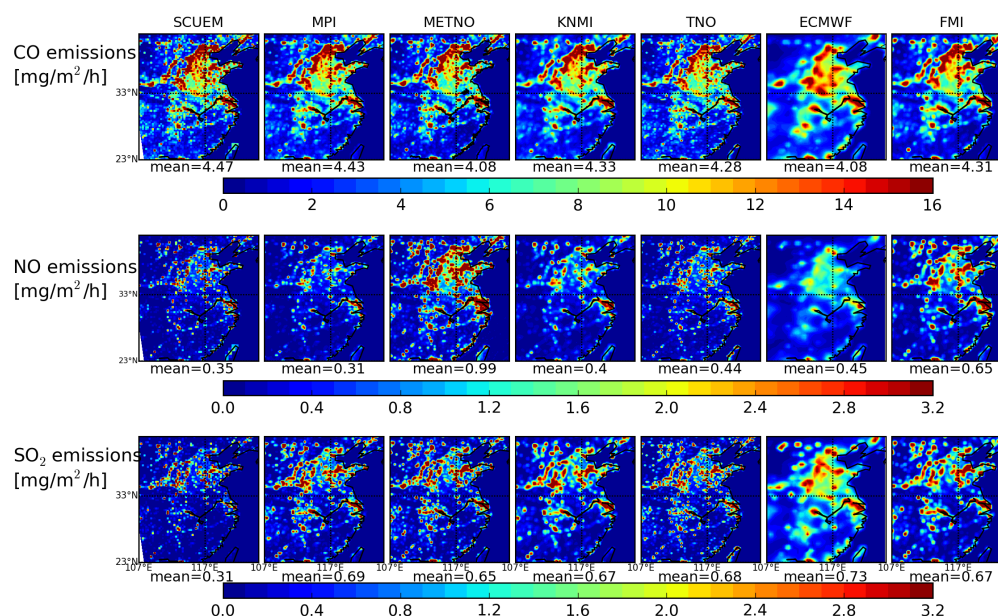 SCUEM MPI METNO KNMI TNO ECMWF FMI
CO emissions
[mg/m²/h]
33°N
23°N
mean=4.47 mean=4.43 mean=4.08 mean=4.33 mean=4.28 mean=4.08 mean=4.31
0 2 4 6 8 10 12 14 16
NO emissions
[mg/m²/h]
33°N
23°N
mean=0.35 mean=0.31 mean=0.99 mean=0.4 mean=0.44 mean=0.45 mean=0.65
0.0 0.4 0.8 1.2 1.6 2.0 2.4 2.8 3.2
SO₂ emissions
[mg/m²/h]
33°N
23°N
107°E 117°E 107°E 117°E 107°E 117°E 107°E 117°E 107°E 117°E 107°E 117°E 107°E 117°E
mean=0.31 mean=0.69 mean=0.65 mean=0.67 mean=0.68 mean=0.73 mean=0.67
0.0 0.4 0.8 1.2 1.6 2.0 2.4 2.8 3.2